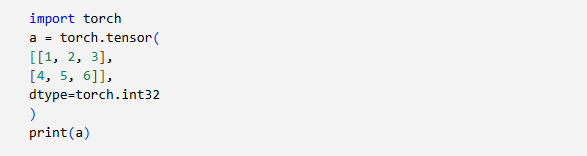 import torch
a = torch.tensor(
[[1, 2, 3],
[4, 5, 6]],
dtype=torch.int32
)
print(a)